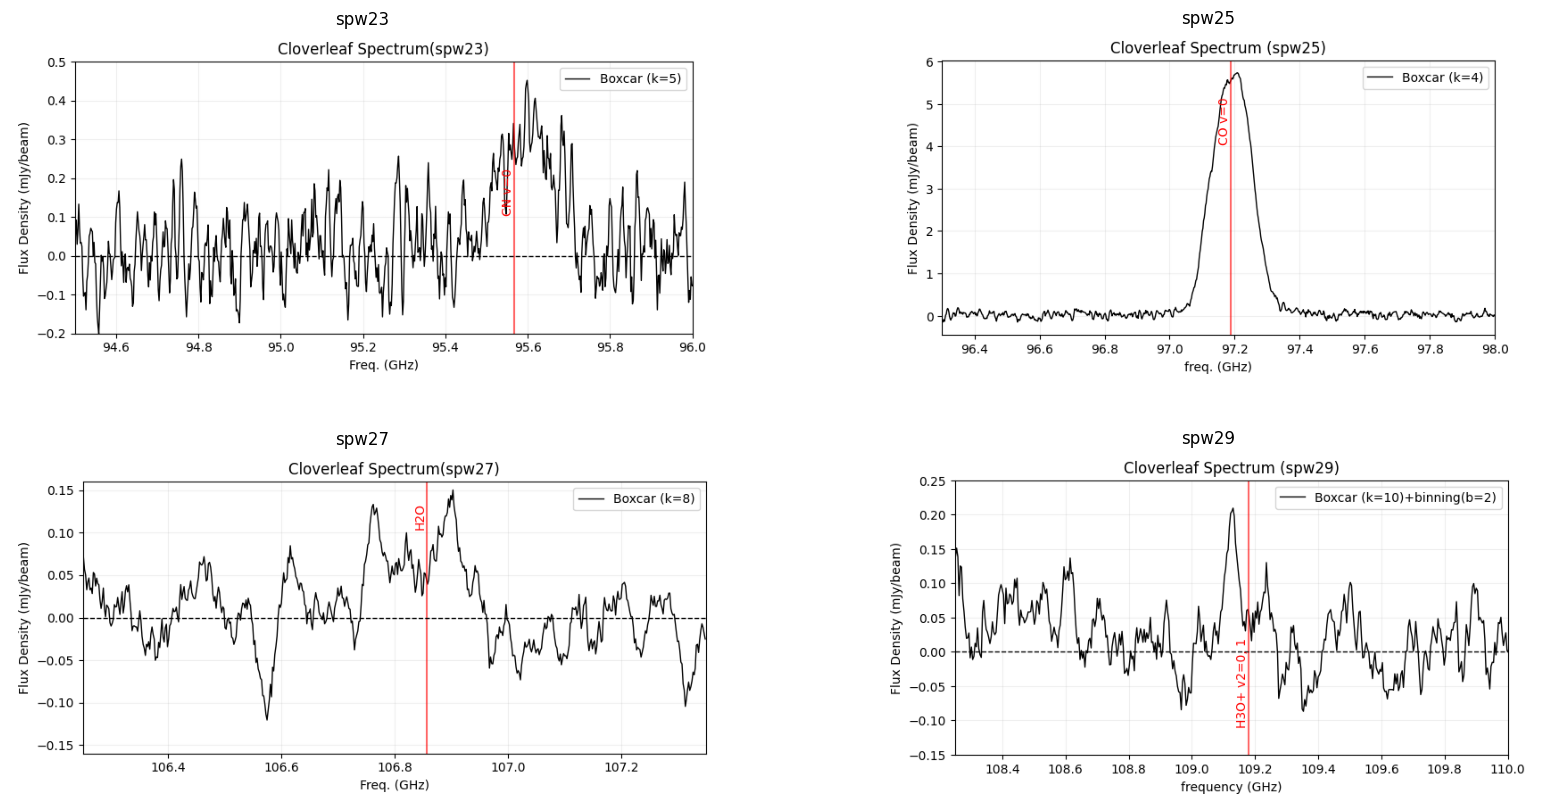 spw23
Cloverleaf Spectrum(spw23)
Boxcar (k=5)
0.5
0.4
0.3
0.2
0.1
0.0
−0.1
−0.2
Flux Density (mJy/beam)
CN v=0
94.6 94.8 95.0 95.2 95.4 95.6 95.8 96.0
Freq. (GHz)
spw25
Cloverleaf Spectrum (spw25)
Boxcar (k=4)
6
5
4
3
2
1
0
Flux Density (mJy/beam)
CO v=0
96.4 96.6 96.8 97.0 97.2 97.4 97.6 97.8 98.0
freq. (GHz)
spw27
Cloverleaf Spectrum(spw27)
Boxcar (k=8)
0.15
0.10
0.05
0.00
−0.05
−0.10
−0.15
Flux Density (mJy/beam)
H2O
106.4 106.6 106.8 107.0 107.2
Freq. (GHz)
spw29
Cloverleaf Spectrum (spw29)
Boxcar (k=10)+binning(b=2)
0.25
0.20
0.15
0.10
0.05
0.00
−0.05
−0.10
−0.15
Flux Density (mJy/beam)
H3O+ v2=0, 1
108.4 108.6 108.8 109.0 109.2 109.4 109.6 109.8 110.0
frequency (GHz)